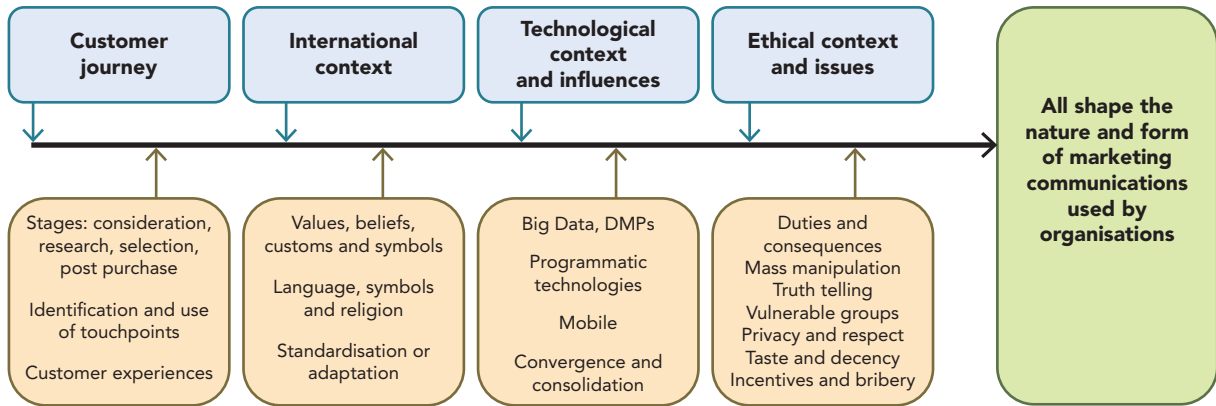 Customer
journey
International
context
Technological
context
and influences
Ethical context
and issues
All shape the
nature and form
of marketing
communications
used by
organisations
Stages: consideration,
research, selection,
post purchase
Identification and use
of touchpoints
Customer experiences
Values, beliefs,
customs and symbols
Language, symbols
and religion
Standardisation or
adaptation
Big Data, DMPs
Programmatic
technologies
Mobile
Convergence and
consolidation
Duties and
consequences
Mass manipulation
Truth telling
Vulnerable groups
Privacy and respect
Taste and decency
Incentives and bribery